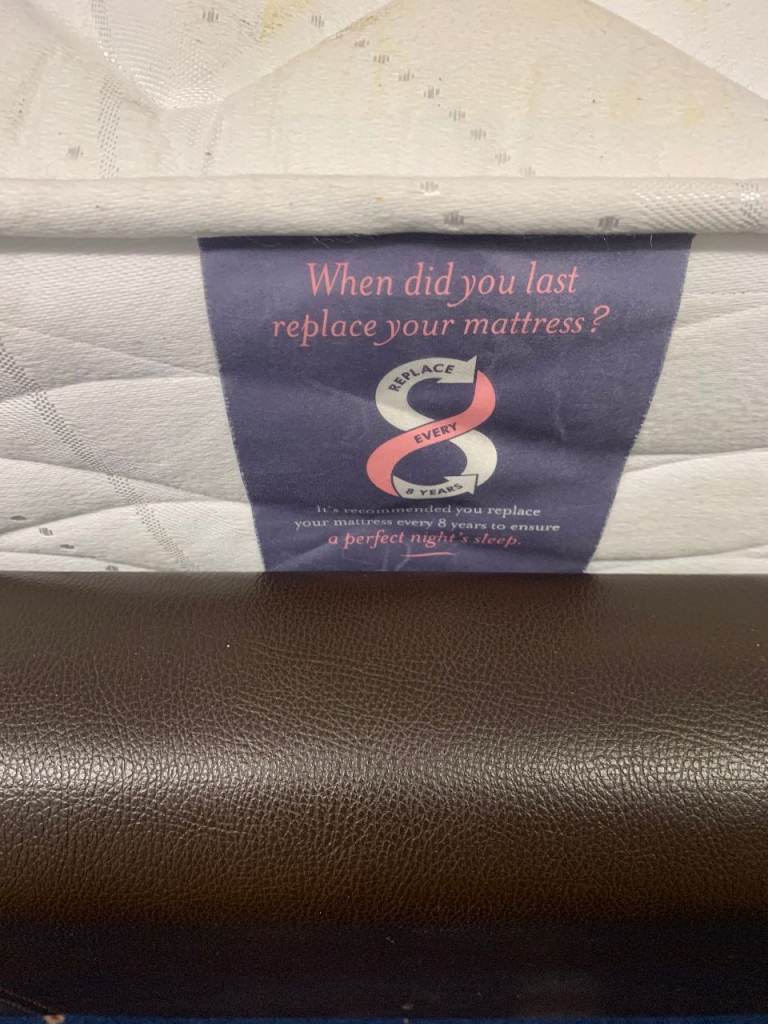 When did you last
replace your mattress?
REPLACE
EVERY
8 YEARS
It's recommended you replace
your mattress every 8 years to ensure
a perfect night's sleep.